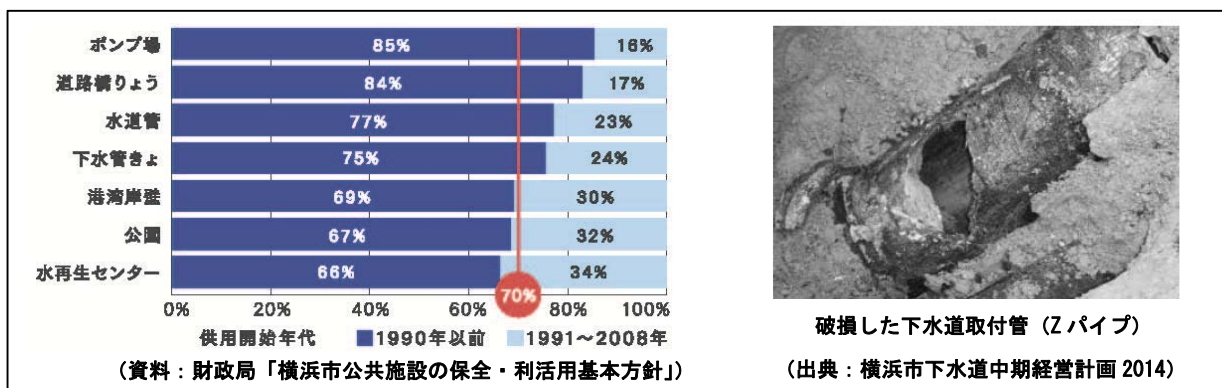 ポンプ場 85% 16%
道路橋りょう 84% 17%
水道管 77% 23%
下水管きょ 75% 24%
港湾岸壁 69% 30%
公園 67% 32%
水再生センター 66% 34%
0% 20% 40% 60% 70% 80% 100%
供用開始年代 1990年以前 1991～2008年
（資料：財政局「横浜市公共施設の保全・利活用基本方針」）
破損した下水道取付管（Zパイプ）
（出典：横浜市下水道中期経営計画 2014）